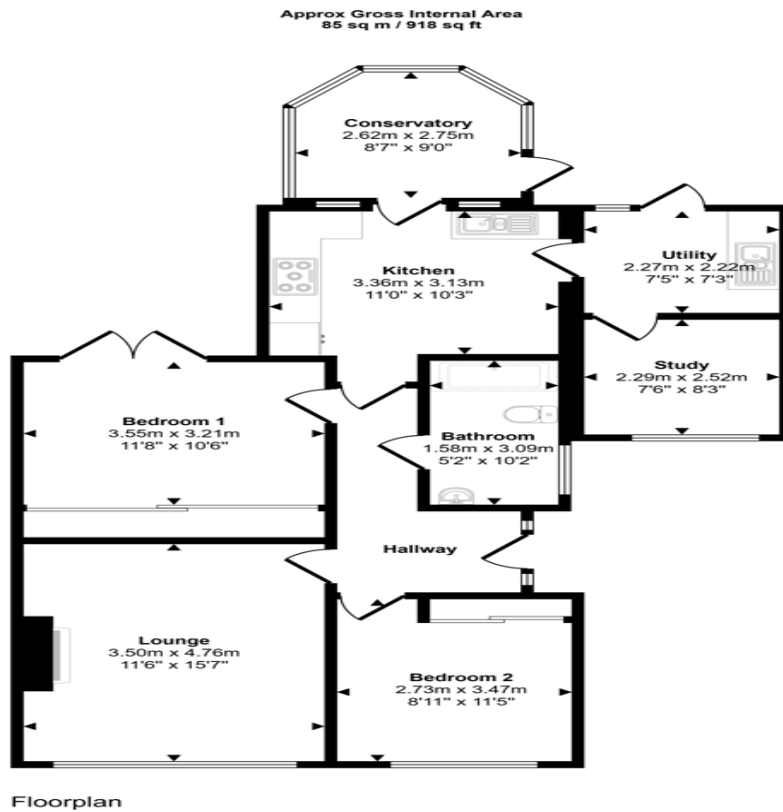 Approx Gross Internal Area
85 sq m / 918 sq ft
Conservatory
2.62m x 2.75m
8'7" x 9'0"
Kitchen
3.36m x 3.13m
11'0" x 10'3"
Utility
2.27m x 2.22m
7'5" x 7'3"
Study
2.29m x 2.52m
7'6" x 8'3"
Bedroom 1
3.55m x 3.21m
11'8" x 10'6"
Bathroom
1.58m x 3.09m
5'2" x 10'2"
Hallway
Lounge
3.50m x 4.76m
11'6" x 15'7"
Bedroom 2
2.73m x 3.47m
8'11" x 11'5"
Floorplan